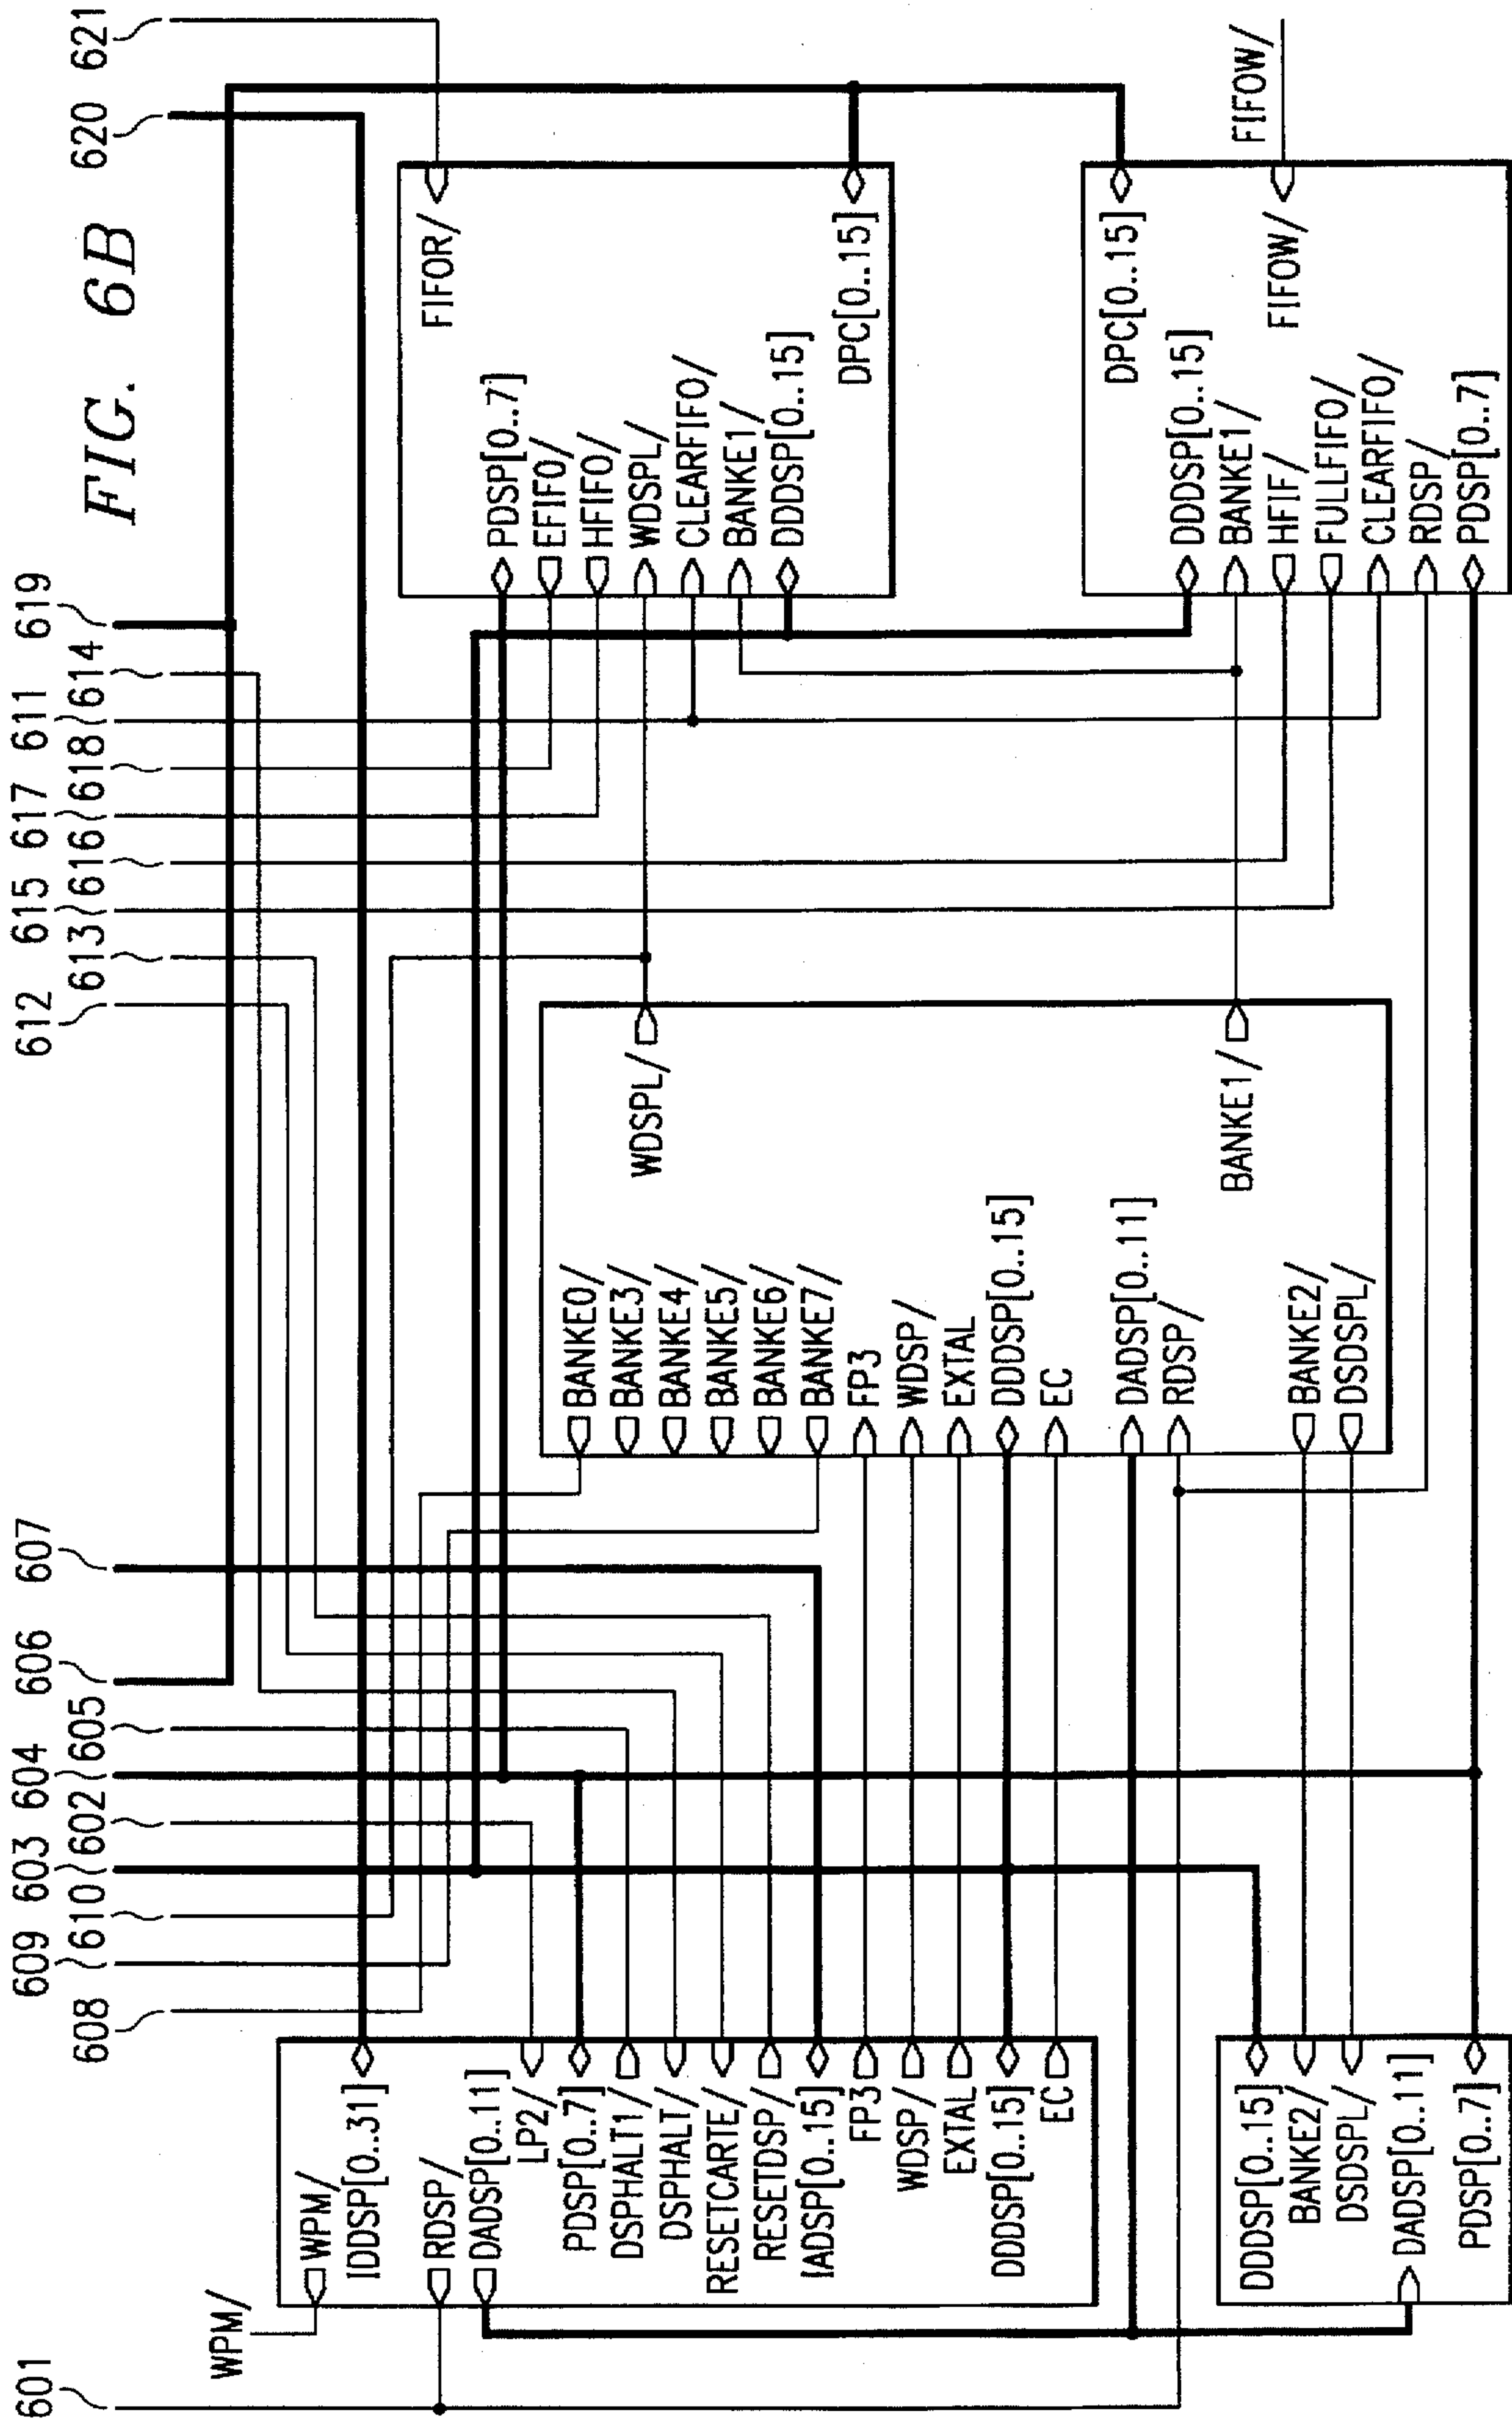 FIG. 6B
601
608
609
610
603
602
604
605
606
607
612
613
615
616
617
618
611
614
619
620
621
WPM/
WPM/
IDDSP[0..31]
RDSP/
DADSP[0..11]
LP2/
PDSP[0..7]
DSPHALT1/
DSPHALT/
RESETCARTE/
RESETDSP/
IADSP[0..15]
FP3
WDSP/
EXTAL
DDDSP[0..15]
EC
DDDSP[0..15]
BANKE2/
DSDSPL/
DADSP[0..11]
PDSP[0..7]
BANKE0/
BANKE3/
BANKE4/
BANKE5/
BANKE6/
BANKE7/
FP3
WDSP/
EXTAL
DDDSP[0..15]
EC
DADSP[0..11]
RDSP/
BANKE2/
DSDSPL/
WDSPL/
BANKE1/
FIFOR/
PDSP[0..7]
EFIFO/
HFIFO/
WDSPL/
CLEARFIFO/
BANKE1/
DDDSP[0..15]
DPC[0..15]
DPC[0..15]
DDDSP[0..15]
BANKE1/
HFIF/
FIFOW/
FULLFIFO/
CLEARFIFO/
RDSP/
PDSP[0..7]
FIFOW/